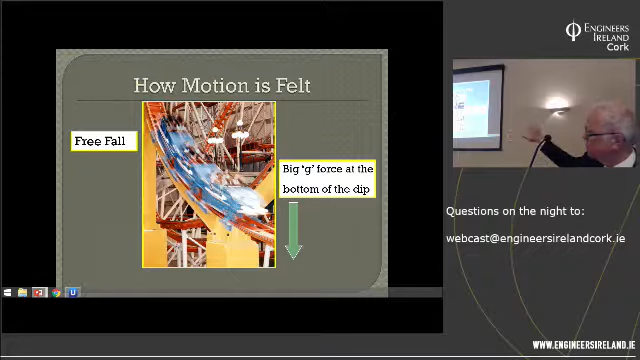 How Motion is Felt
Free Fall
Big 'g' force at the
bottom of the dip
ENGINEERS
IRELAND
Cork
Questions on the night to:
webcast@engineersirelandcork.ie
WWW.ENGINEERSIRELAND.IE